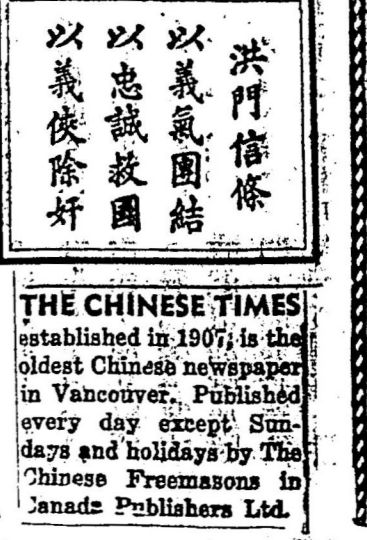 洪門信條
以義氣團結
以忠誠救國
以義俠除奸
THE CHINESE TIMES
established in 1907, is the
oldest Chinese newspaper
in Vancouver. Published
every day except Sun-
days and holidays by The
Chinese Freemasons in
Canada Publishers Ltd.